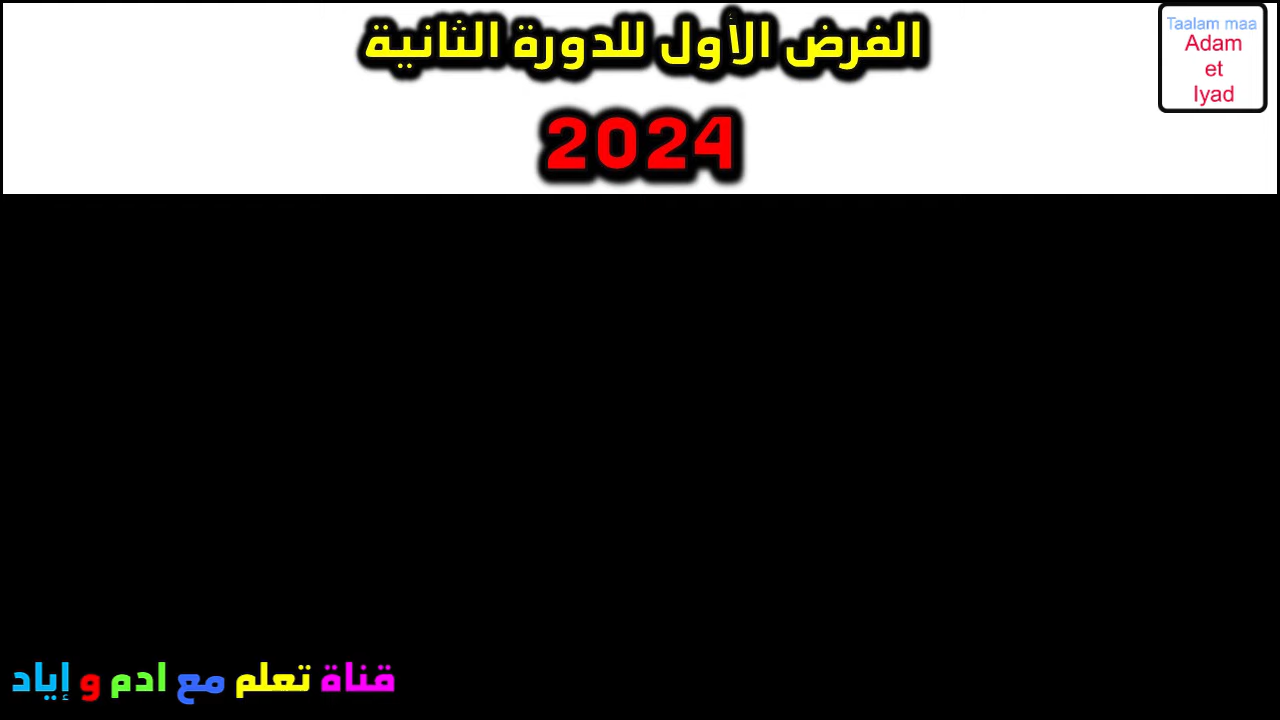 الفرض الأول للدورة الثانية
2024
Taalam maa
Adam
et
Iyad
قناة تعلم مع ادم و إياد